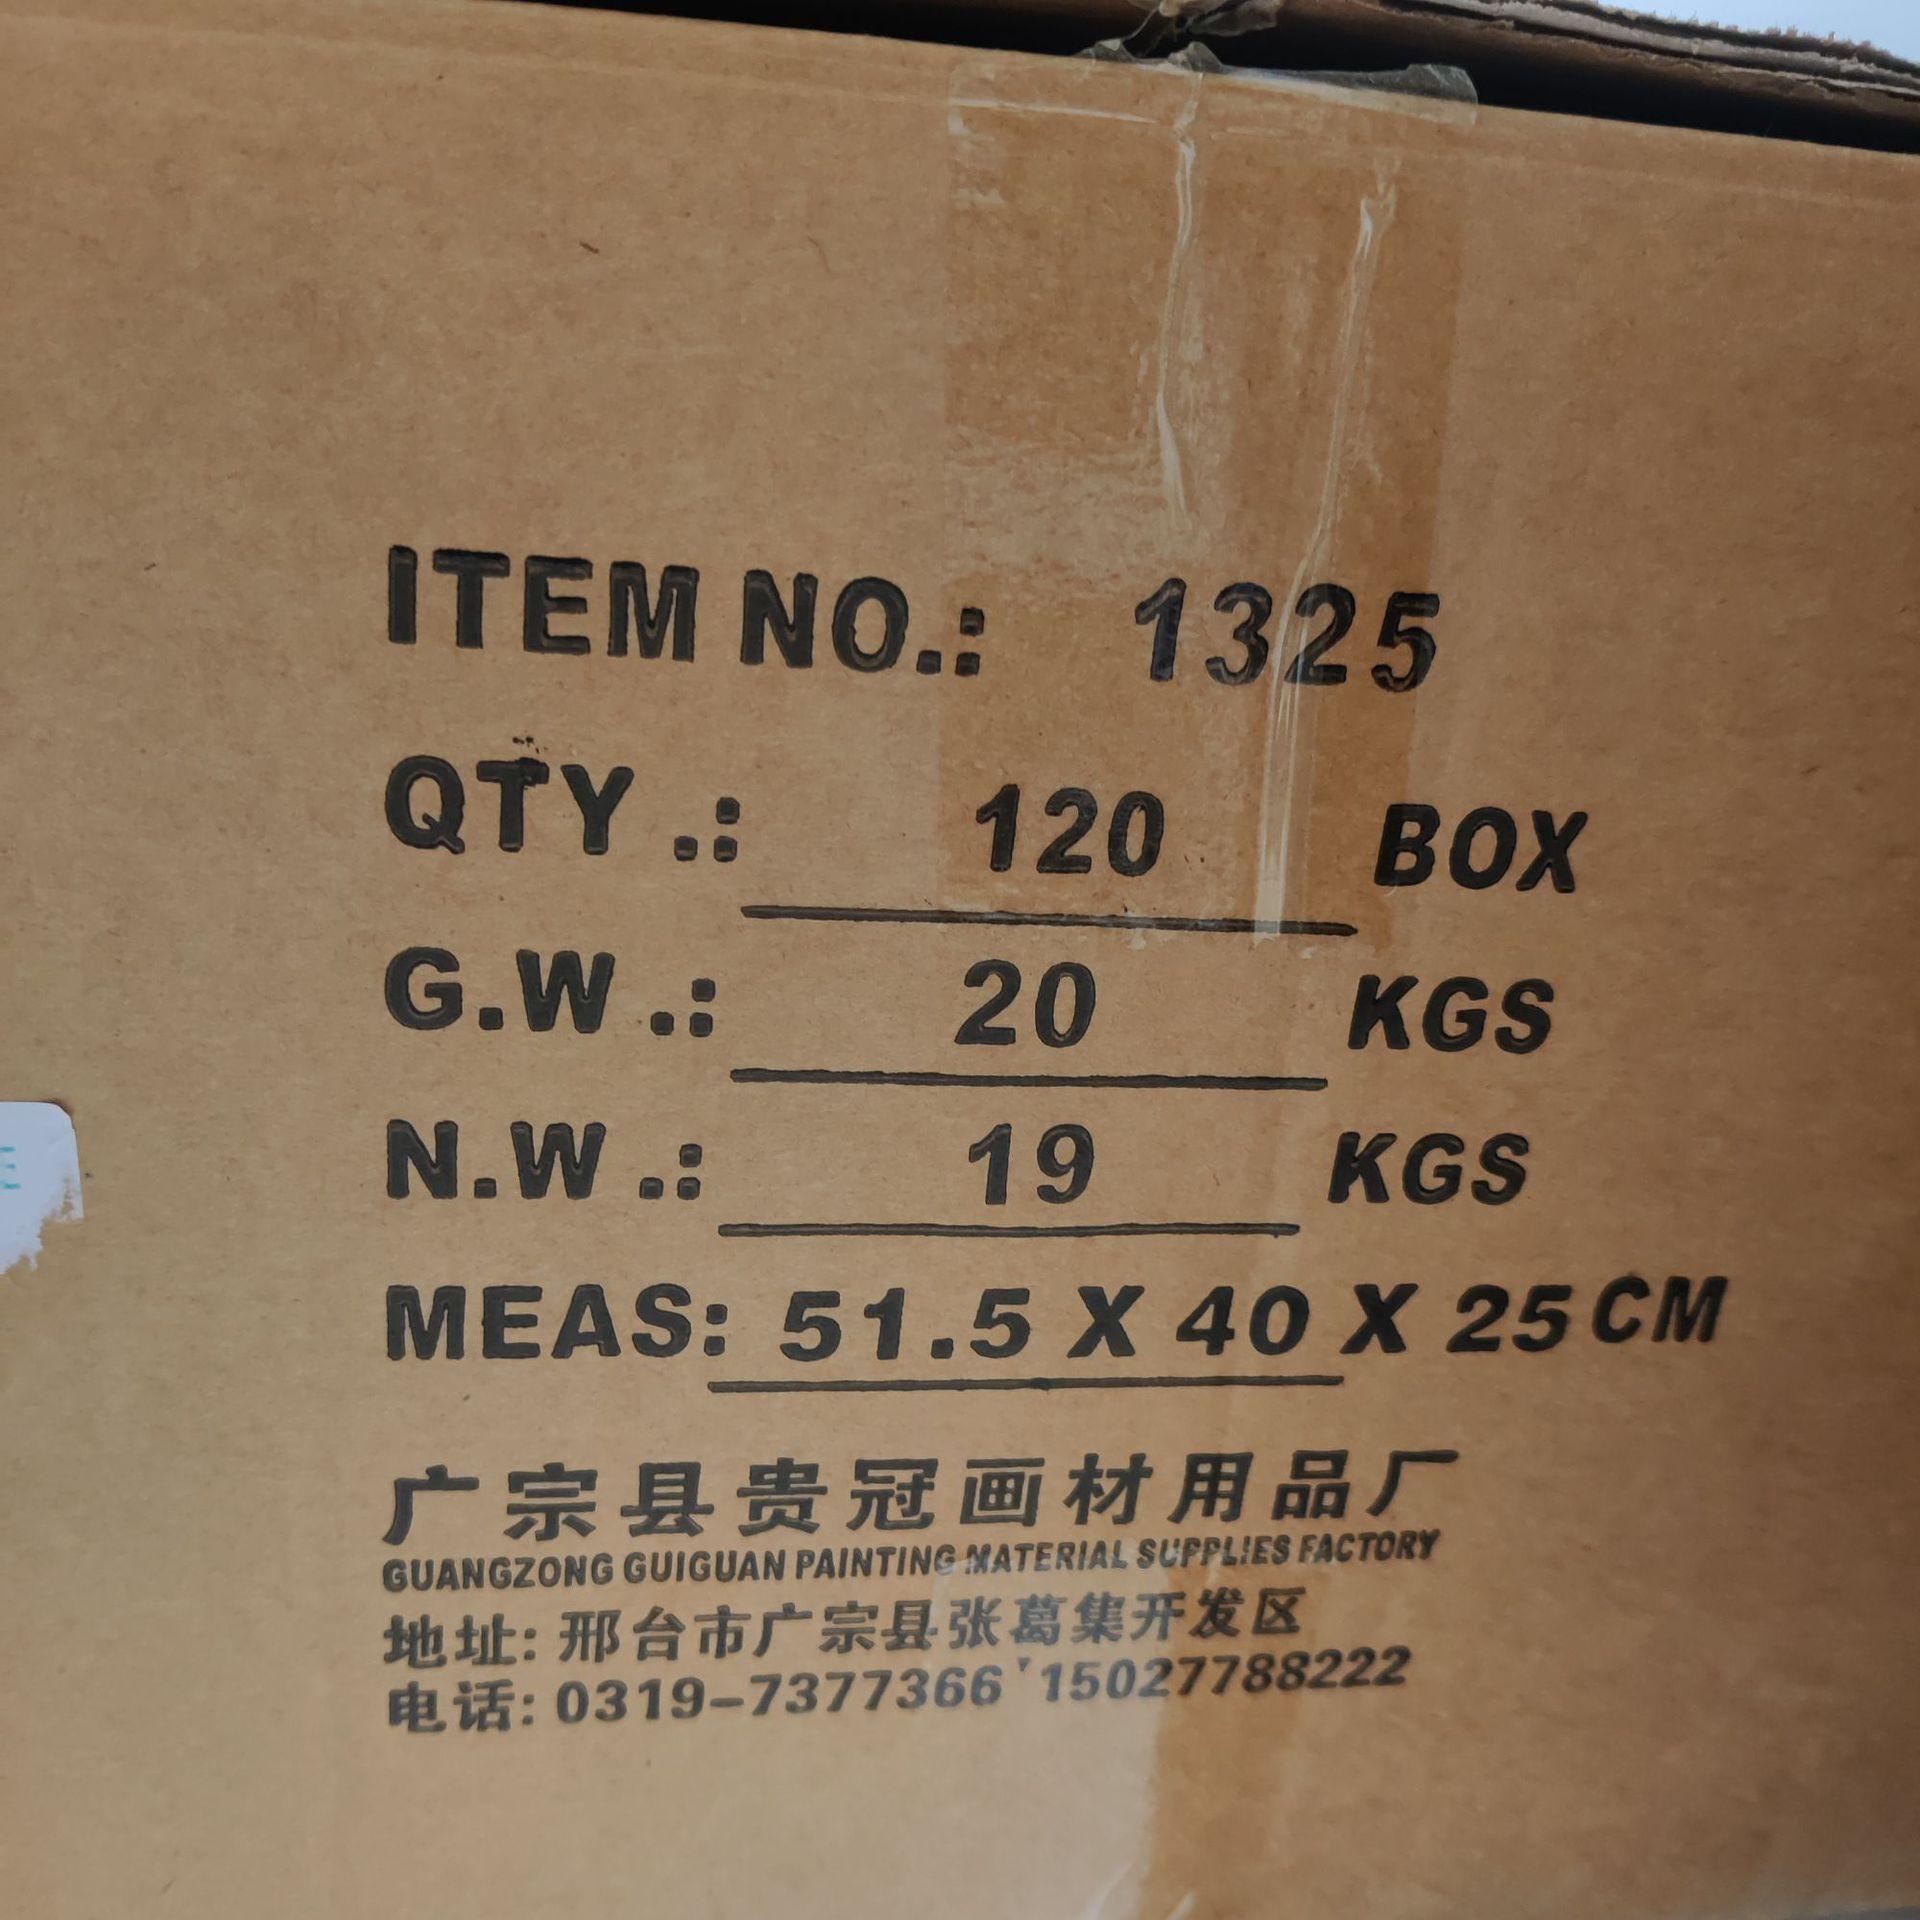 ITEM NO.: 1325
QTY .: 120 BOX
G.W .: 20 KGS
N.W .: 19 KGS
MEAS: 51.5 X 40 X 25 CM
广宗县贵冠画材用品厂
GUANGZONG GUIGUAN PAINTING MATERIAL SUPPLIES FACTORY
地址: 邢台市广宗县张葛集开发区
电话: 0319-7377366 '15027788222
E